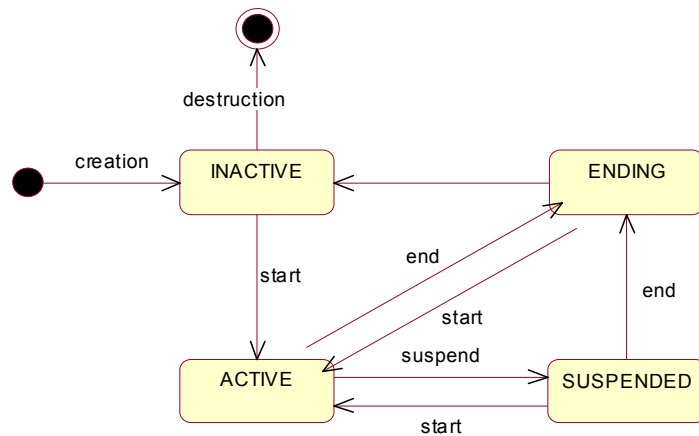 destruction
creation
INACTIVE
ENDING
end
start
start
end
suspend
ACTIVE
SUSPENDED
start